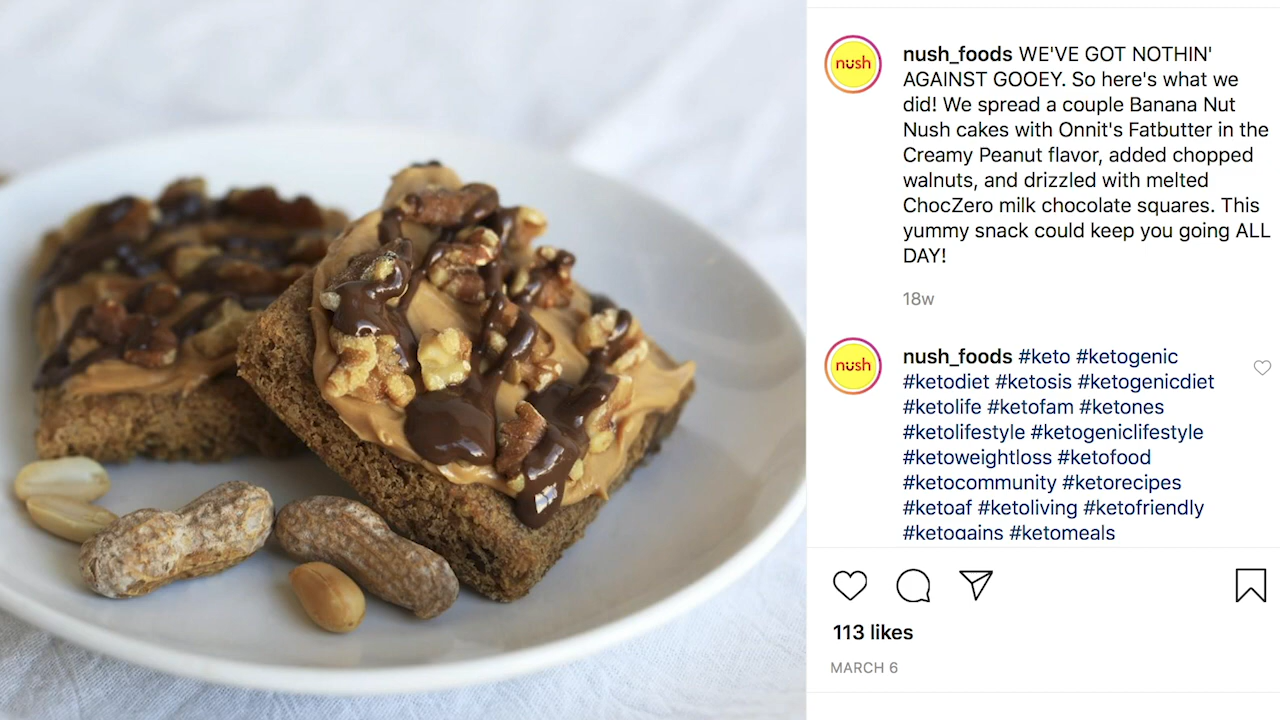 nush
nush_foods WE'VE GOT NOTHIN'
AGAINST GOOEY. So here's what we
did! We spread a couple Banana Nut
Nush cakes with Onnit's Fatbutter in the
Creamy Peanut flavor, added chopped
walnuts, and drizzled with melted
ChocZero milk chocolate squares. This
yummy snack could keep you going ALL
DAY!
18w
nush
nush_foods #keto #ketogenic
#ketodiet #ketosis #ketogenicdiet
#ketolife #ketofam #ketones
#ketolifestyle #ketogeniclifestyle
#ketoweightloss #ketofood
#ketocommunity #ketorecipes
#ketoaf #ketoliving #ketofriendly
#ketogains #ketomeals
113 likes
MARCH 6